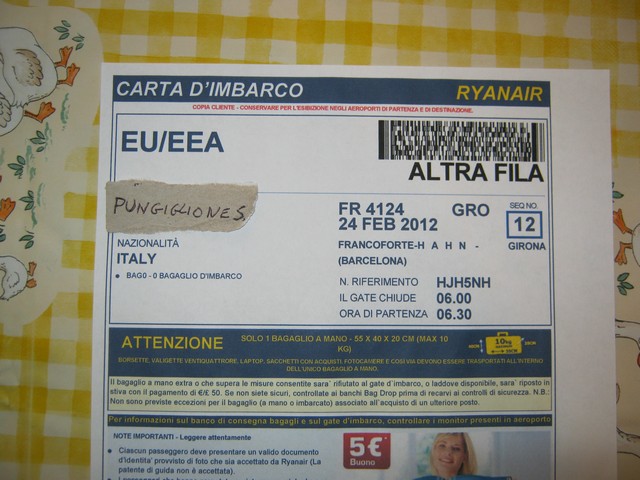 CARTA D'IMBARCO RYANAIR
COPIA CLIENTE - CONSERVARE PER L'ESIBIZIONE NEGLI AEROPORTI DI PARTENZA E DI DESTINAZIONE.
EU/EEA
ALTRA FILA
PUNGIGLIONES
FR 4124 GRO SEQ NO.
24 FEB 2012 12
FRANCOFORTE-H A H N - GIRONA
(BARCELONA)
NAZIONALITÀ
ITALY
BAG0 - 0 BAGAGLIO D'IMBARCO
N. RIFERIMENTO HJH5NH
IL GATE CHIUDE 06.00
ORA DI PARTENZA 06.30
ATTENZIONE SOLO 1 BAGAGLIO A MANO - 55 X 40 X 20 CM (MAX 10
KG) 10kg
BORSETTE, VALIGETTE VENTIQUATTRORE, LAPTOP, SACCHETTI CON ACQUISTI, FOTOCAMERE E COSI VIA DEVONO ESSERE TRASPORTATI ALL'INTERNO
DELL'UNICO BAGAGLIO A MANO.
Il bagaglio a mano extra o che supera le misure consentite sara` rifiutato al gate d`imbarco, o laddove disponibile, sara` riposto in
stiva con il pagamento di €/£ 50. Se non siete sicuri, controllate ai banchi Bag Drop prima di recarvi ai controlli di sicurezza. N.B.:
Non sono previste eccezioni per il bagaglio (a mano o imbarcato) associato all'acquisto di un ulteriore posto.
Per informazioni sul banco di consegna bagagli e sul gate d'imbarco, controllare i monitor presenti in aeroporto
NOTE IMPORTANTI - Leggere attentamente
Ciascun passeggero deve presentare un valido documento
d'identita' provvisto di foto che sia accettato da Ryanair (La
patente di guida non è accettata).
5€
Buono